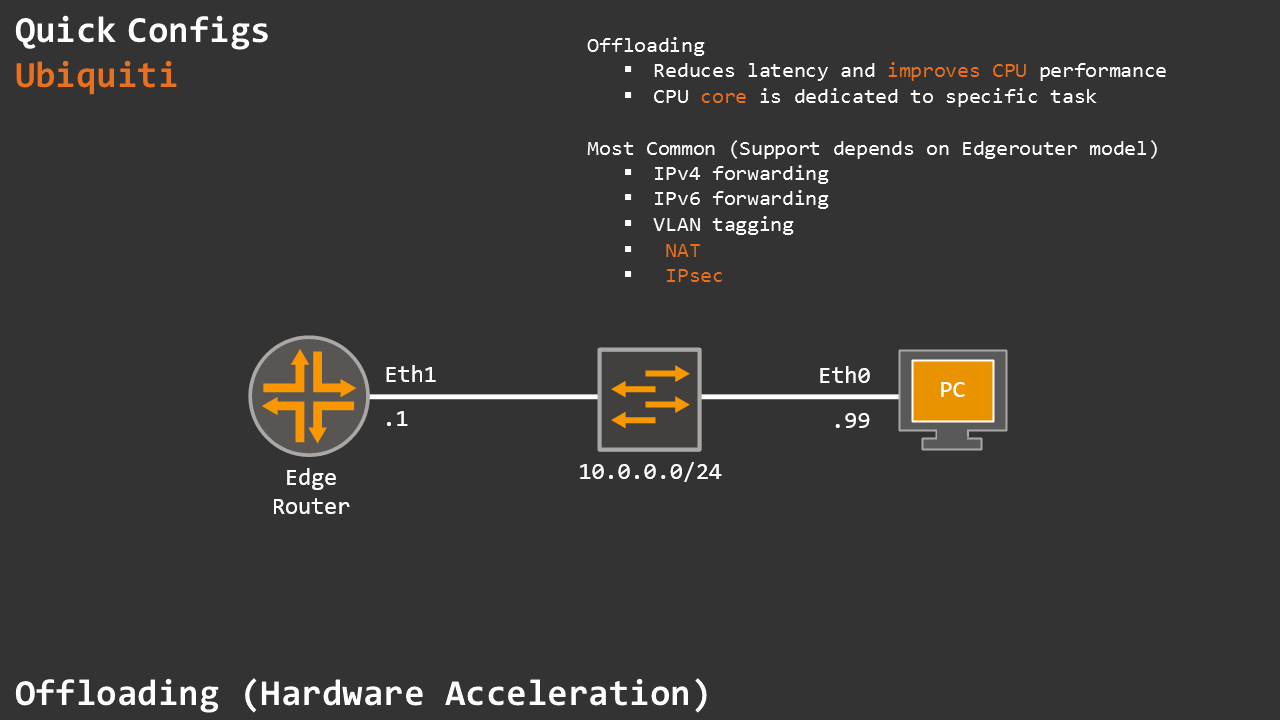 Quick Configs
Ubiquiti
Offloading
▪ Reduces latency and improves CPU performance
▪ CPU core is dedicated to specific task
Most Common (Support depends on Edgerouter model)
▪ IPv4 forwarding
▪ IPv6 forwarding
▪ VLAN tagging
▪ NAT
▪ IPsec
Eth1
.1
Edge
Router
10.0.0.0/24
Eth0
.99
PC
Offloading (Hardware Acceleration)